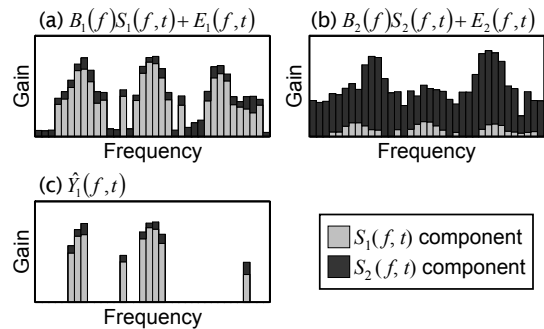 (a) B₁(f)S₁(f,t)+E₁(f,t)
Gain
Frequency
(b) B₂(f)S₂(f,t)+E₂(f,t)
Gain
Frequency
(c) Ŷ₁(f,t)
Gain
Frequency
S₁(f,t) component
S₂(f,t) component